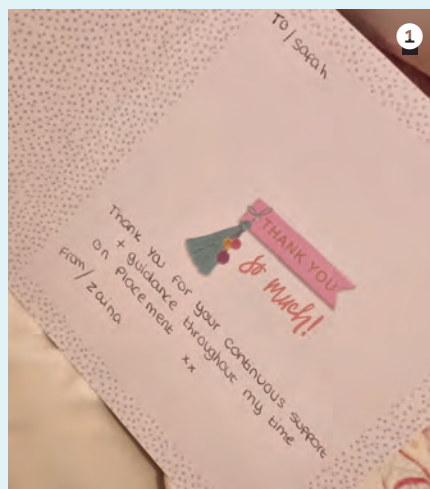 1
To/Sarah
THANK YOU
so much!
Thank you for your continuous support
+ guidance throughout my time
on placement xx
From/Zaina